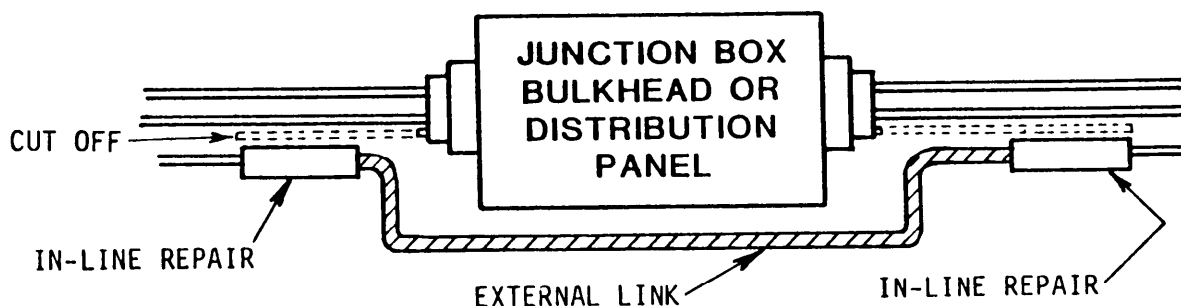 JUNCTION BOX
BULKHEAD OR
DISTRIBUTION
PANEL
CUT OFF
IN-LINE REPAIR
EXTERNAL LINK
IN-LINE REPAIR